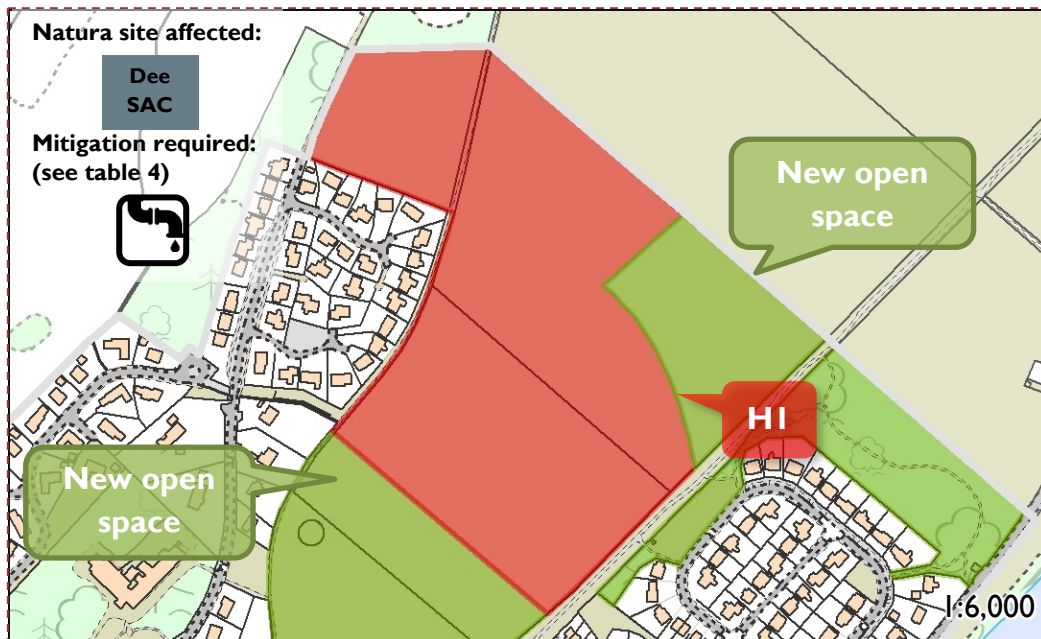 Natura site affected:
Dee
SAC
Mitigation required:
(see table 4)
New open
space
H1
New open
space
1:6,000